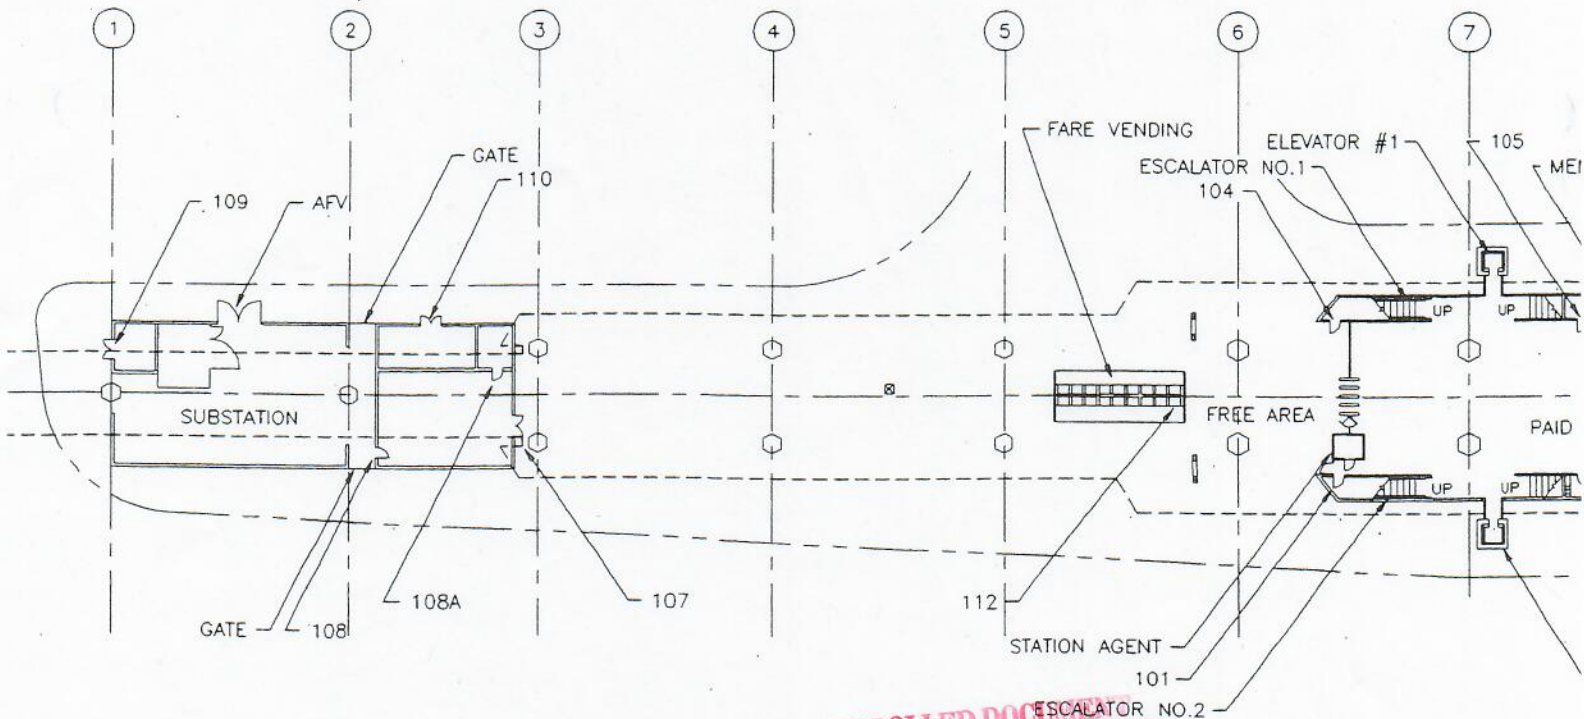 1 2 3 4 5 6 7
FARE VENDING
ELEVATOR #1
105
GATE
ESCALATOR NO.1
110
104
109
AFV
SUBSTATION
FREE AREA
UP
UP
PAID
UP
UP
108A
107
112
GATE
108
STATION AGENT
101
ESCALATOR NO.2